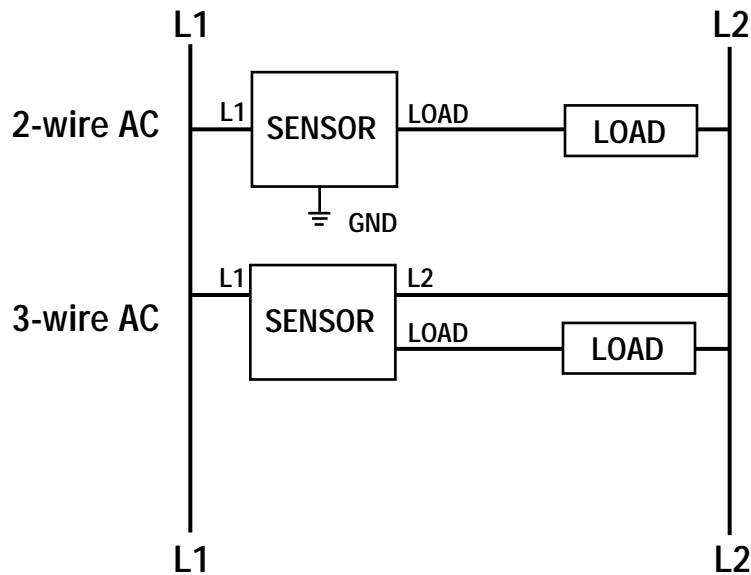 L1 L2
2-wire AC L1 SENSOR LOAD LOAD
GND
L1 L2
3-wire AC SENSOR LOAD LOAD
L1 L2